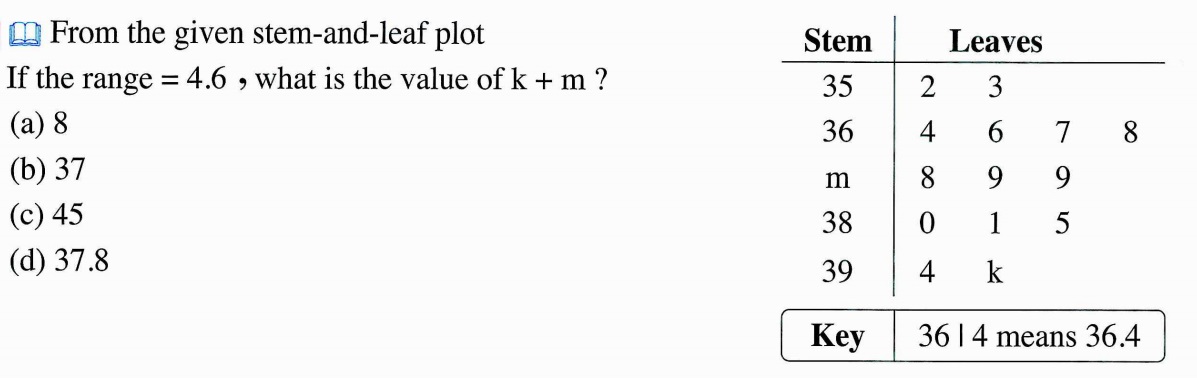 From the given stem-and-leaf plot
If the range = 4.6 , what is the value of k + m ?
(a) 8
(b) 37
(c) 45
(d) 37.8
Stem Leaves
35 2 3
36 4 6 7 8
m 8 9 9
38 0 1 5
39 4 k
Key 36 | 4 means 36.4